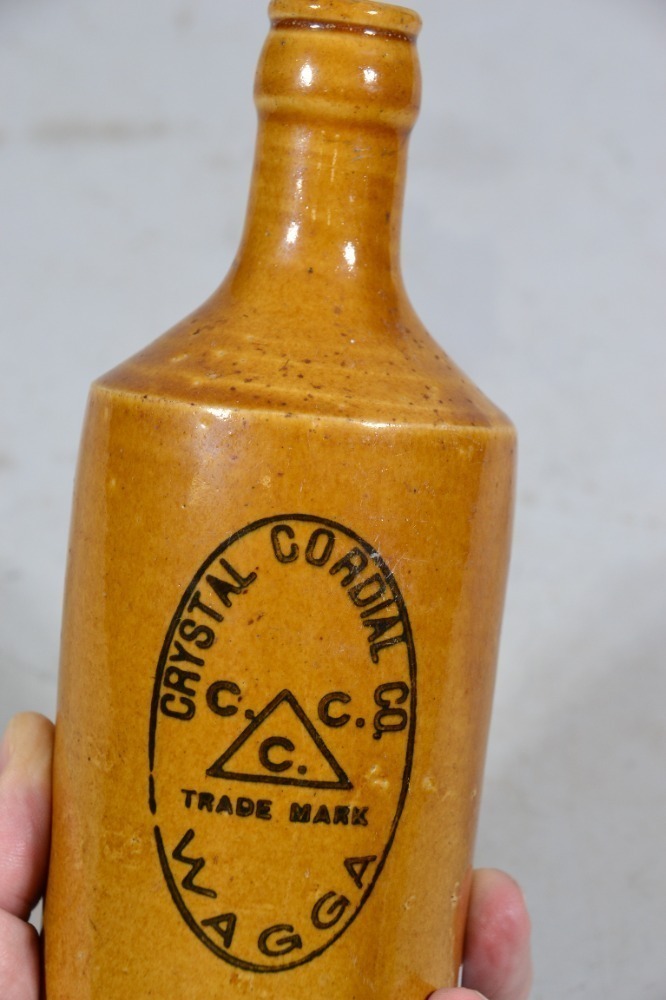 CRYSTAL CORDIAL CO.
C. C.
C.
TRADE MARK
WAGGA